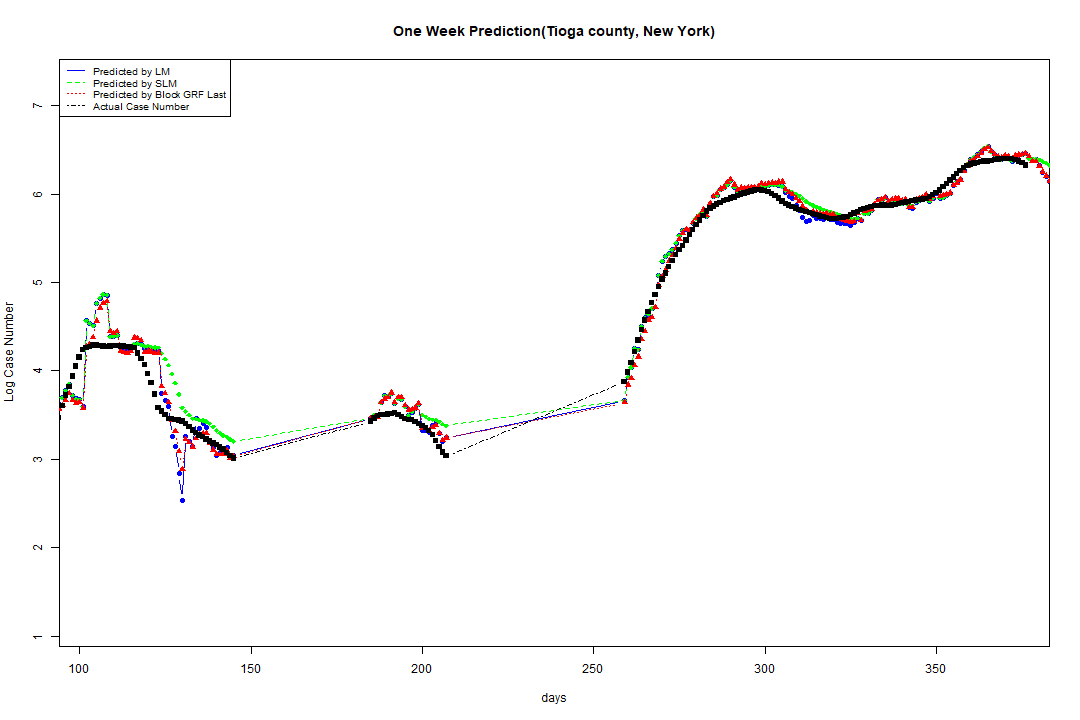 One Week Prediction(Tioga county, New York)
Predicted by LM
Predicted by SLM
Predicted by Block GRF Last
Actual Case Number
7
6
5
4
3
2
1
Log Case Number
100 150 200 250 300 350
days